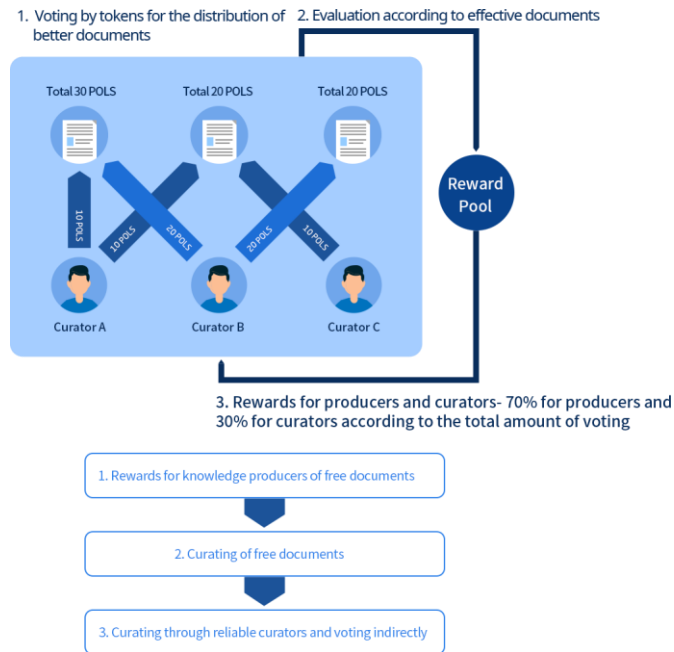 1. Voting by tokens for the distribution of
better documents
2. Evaluation according to effective documents
Total 30 POLS
Total 20 POLS
Total 20 POLS
Reward
Pool
10 POLS
10 POLS
20 POLS
20 POLS
10 POLS
Curator A
Curator B
Curator C
3. Rewards for producers and curators- 70% for producers and
30% for curators according to the total amount of voting
1. Rewards for knowledge producers of free documents
2. Curating of free documents
3. Curating through reliable curators and voting indirectly